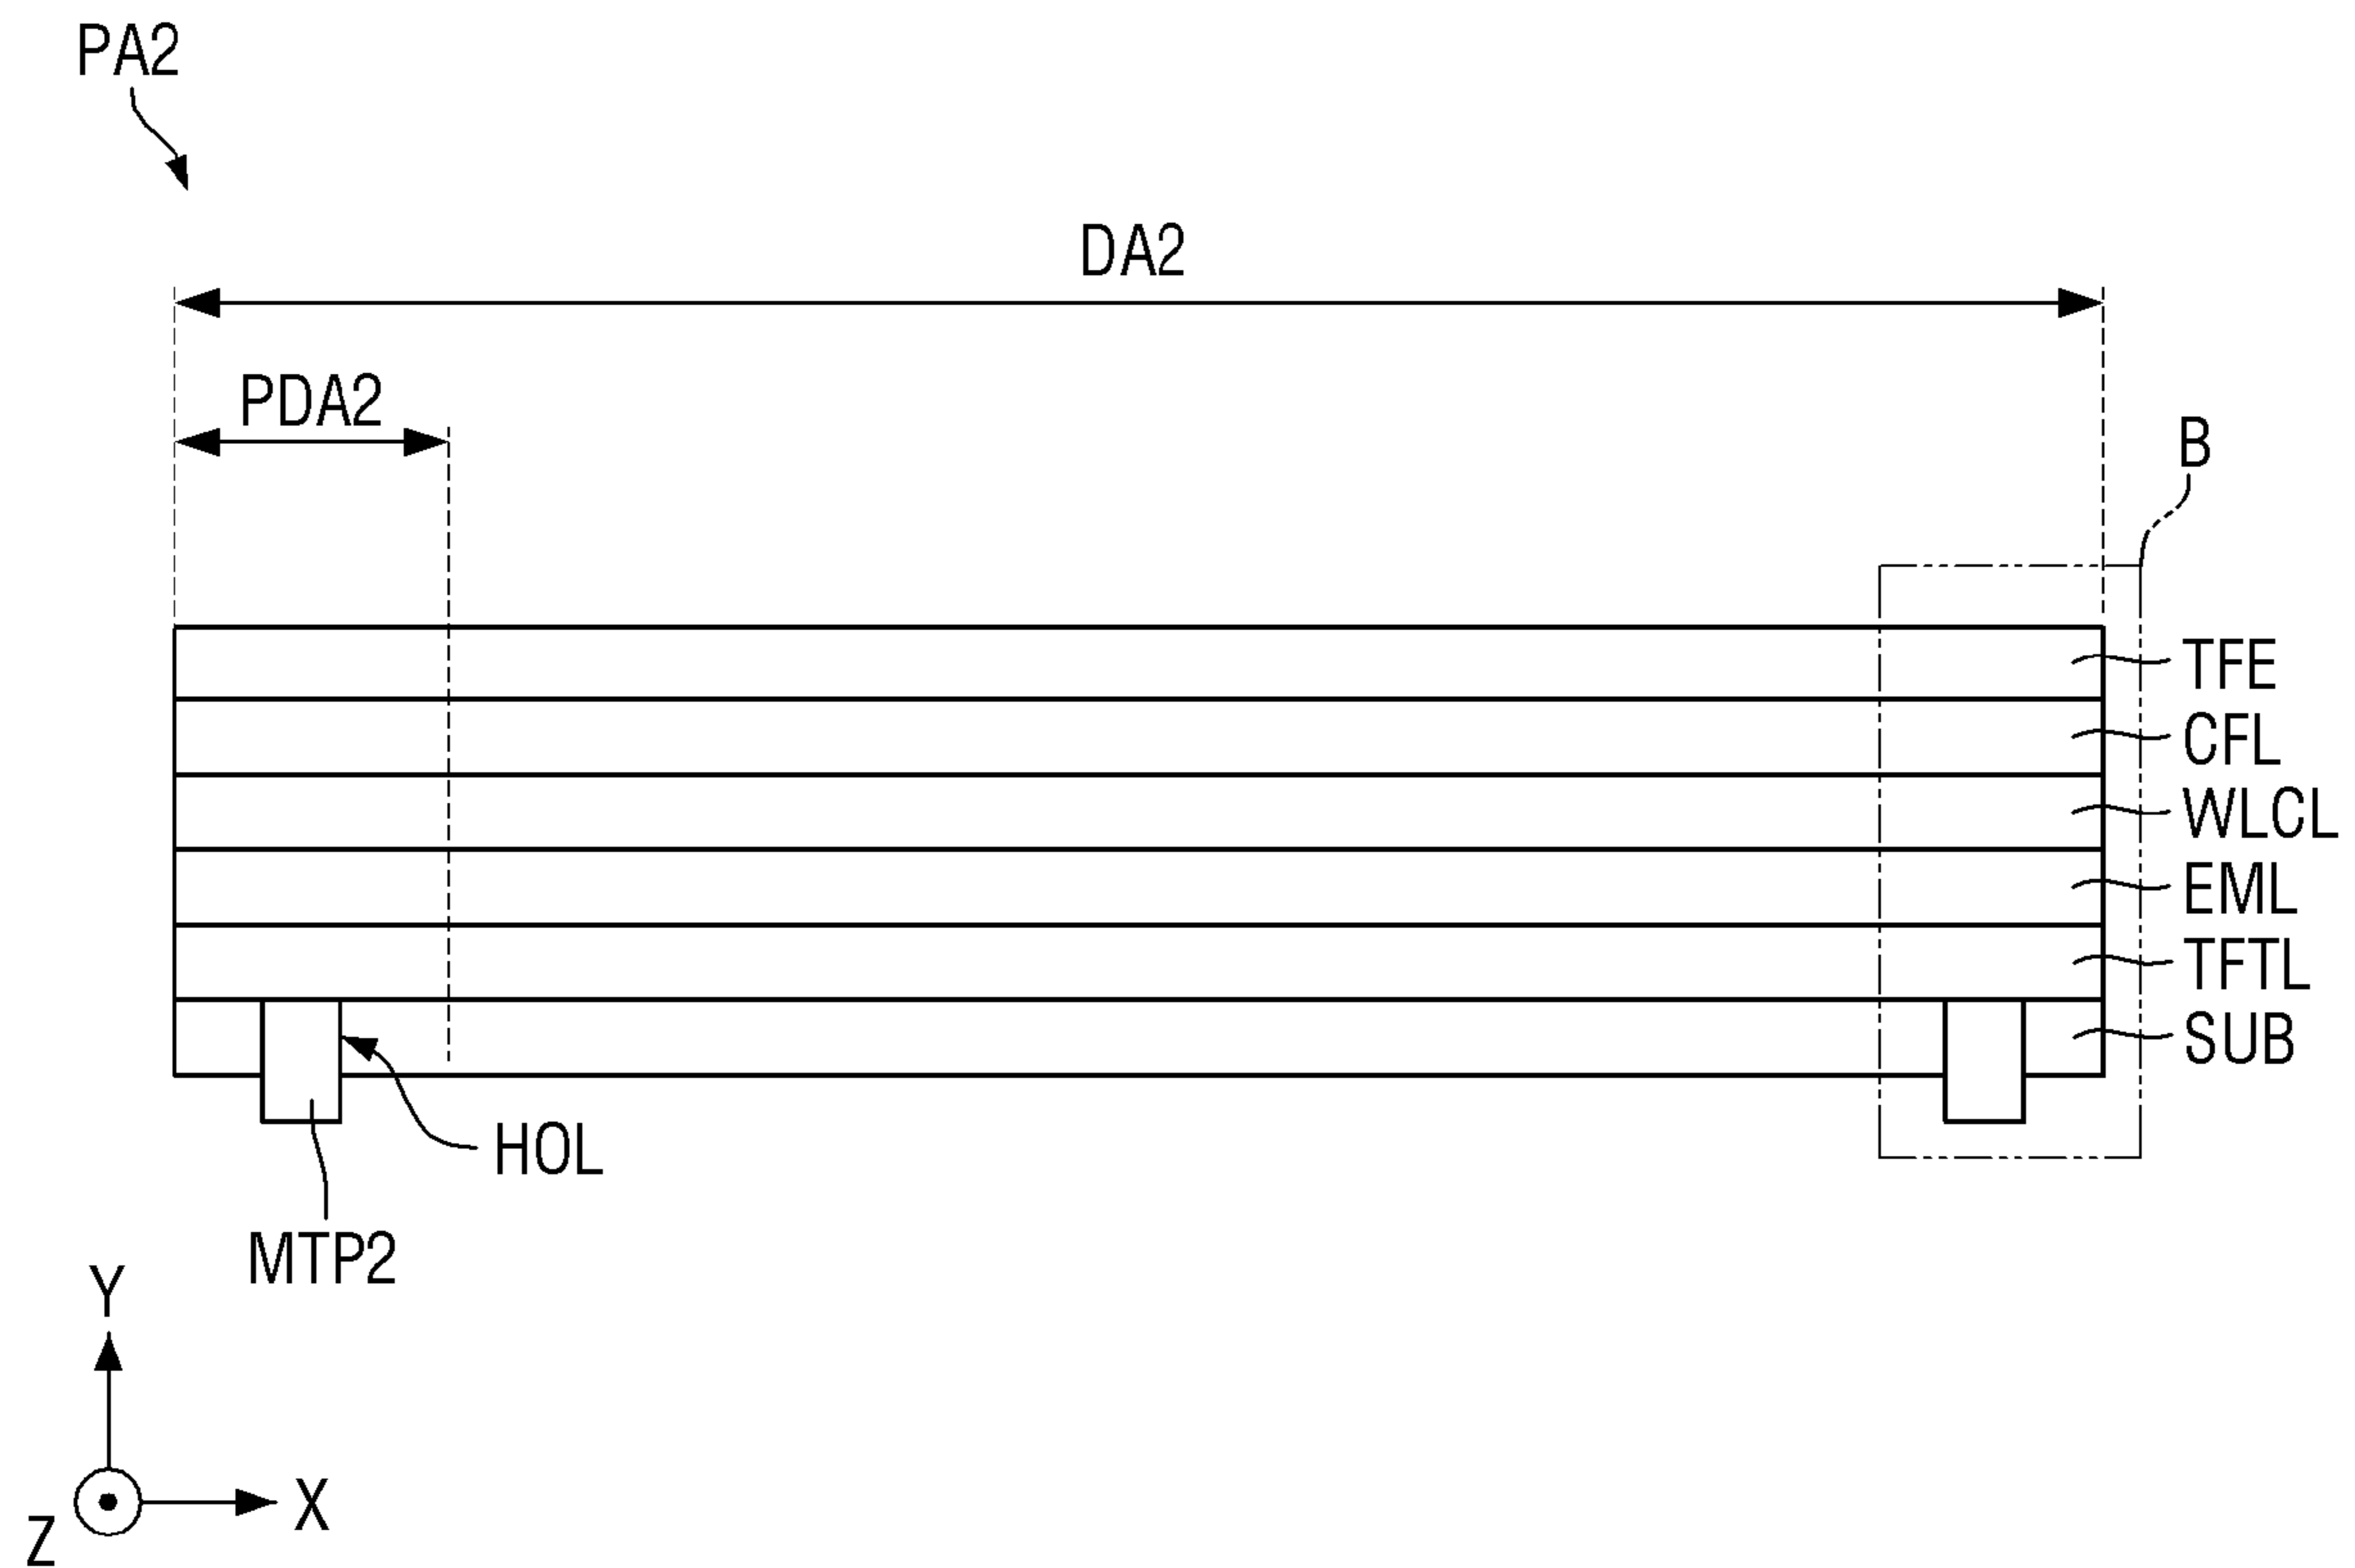 PA2
DA2
PDA2
B
TFE
CFL
WLCL
EML
TFTL
SUB
HOL
MTP2
Y
X
Z